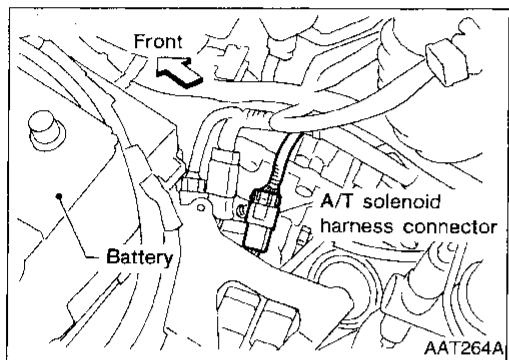 Front
A/T solenoid
harness connector
Battery
AAT264A